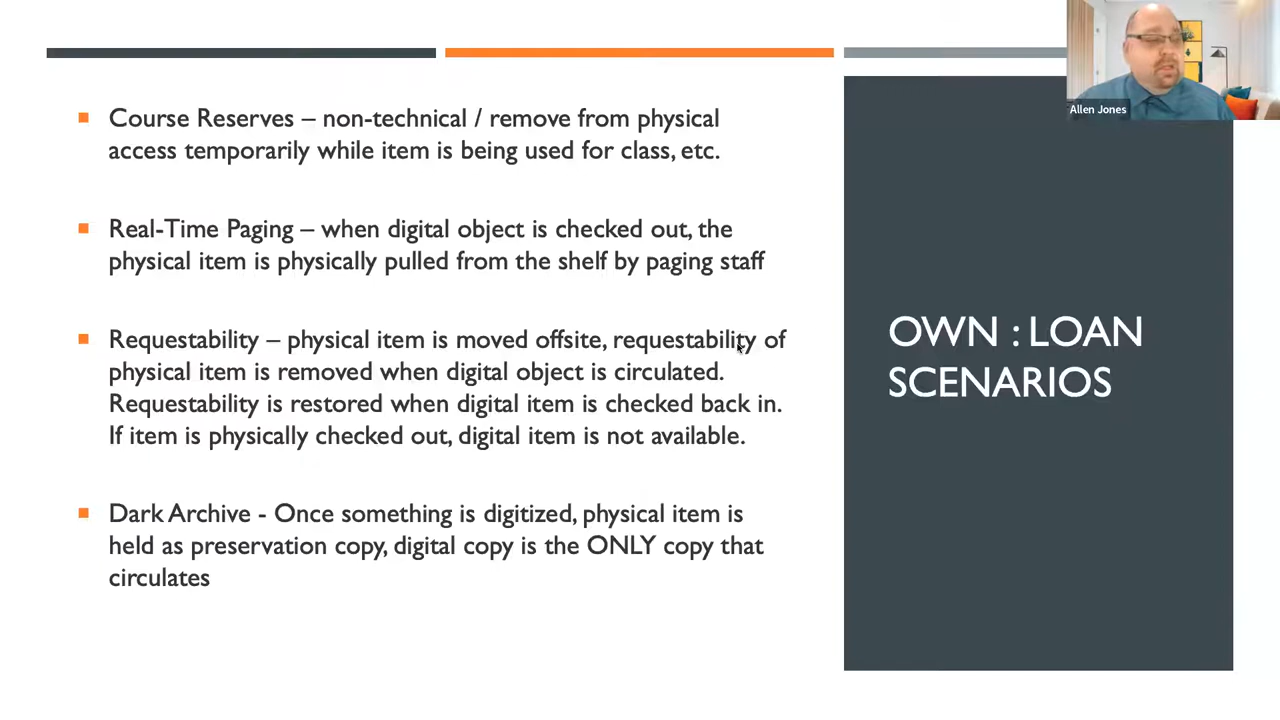 Allen Jones
Course Reserves – non-technical / remove from physical
access temporarily while item is being used for class, etc.
Real-Time Paging – when digital object is checked out, the
physical item is physically pulled from the shelf by paging staff
Requestability – physical item is moved offsite, requestability of
physical item is removed when digital object is circulated.
Requestability is restored when digital item is checked back in.
If item is physically checked out, digital item is not available.
Dark Archive - Once something is digitized, physical item is
held as preservation copy, digital copy is the ONLY copy that
circulates
OWN : LOAN
SCENARIOS